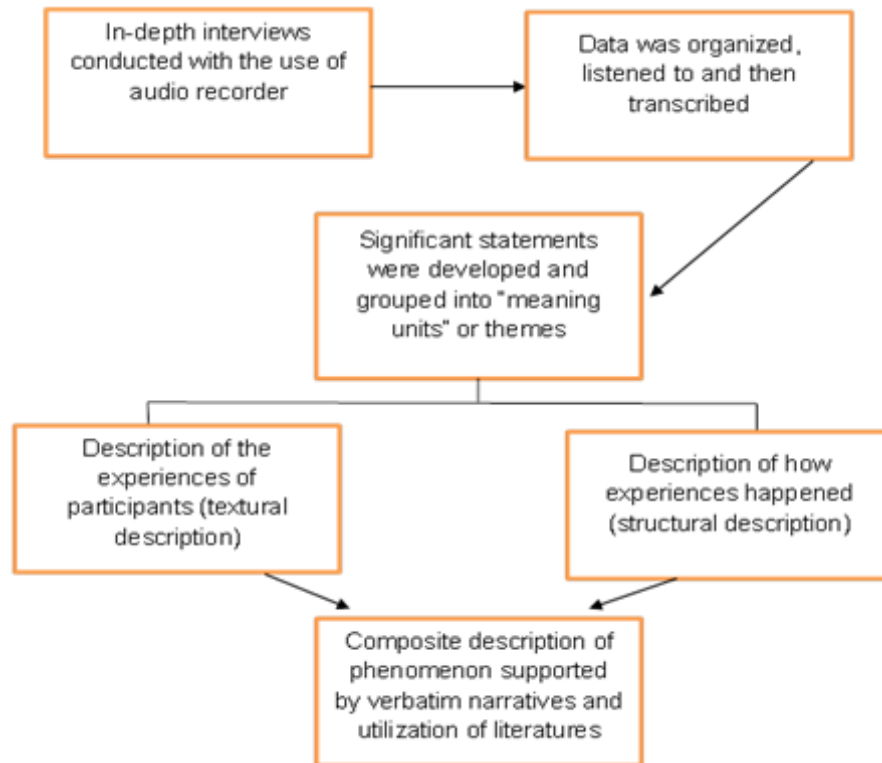 In-depth interviews
conducted with the use of
audio recorder
Data was organized,
listened to and then
transcribed
Significant statements
were developed and
grouped into "meaning
units" or themes
Description of the
experiences of
participants (textural
description)
Description of how
experiences happened
(structural description)
Composite description of
phenomenon supported
by verbatim narratives and
utilization of literatures